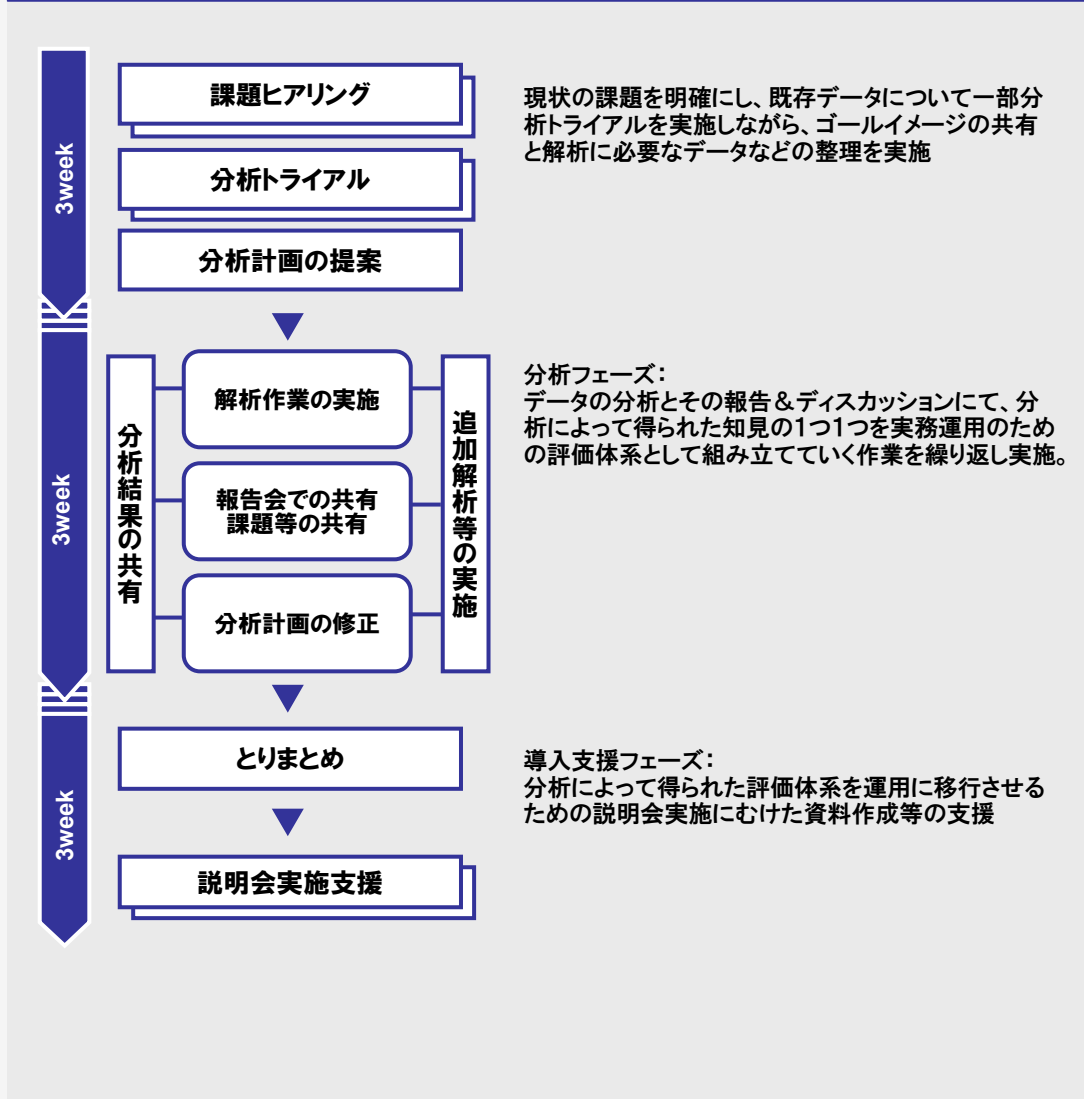 3week
課題ヒアリング
分析トライアル
分析計画の提案
現状の課題を明確にし、既存データについて一部分
析トライアルを実施しながら、ゴールイメージの共有
と解析に必要なデータなどの整理を実施
3week
分析結果の共有
解析作業の実施
報告会での共有
課題等の共有
分析計画の修正
追加解析等の実施
分析フェーズ：
データの分析とその報告＆ディスカッションにて、分
析によって得られた知見の1つ1つを実務運用のため
の評価体系として組み立てていく作業を繰り返し実施。
3week
とりまとめ
説明会実施支援
導入支援フェーズ：
分析によって得られた評価体系を運用に移行させる
ための説明会実施にむけた資料作成等の支援